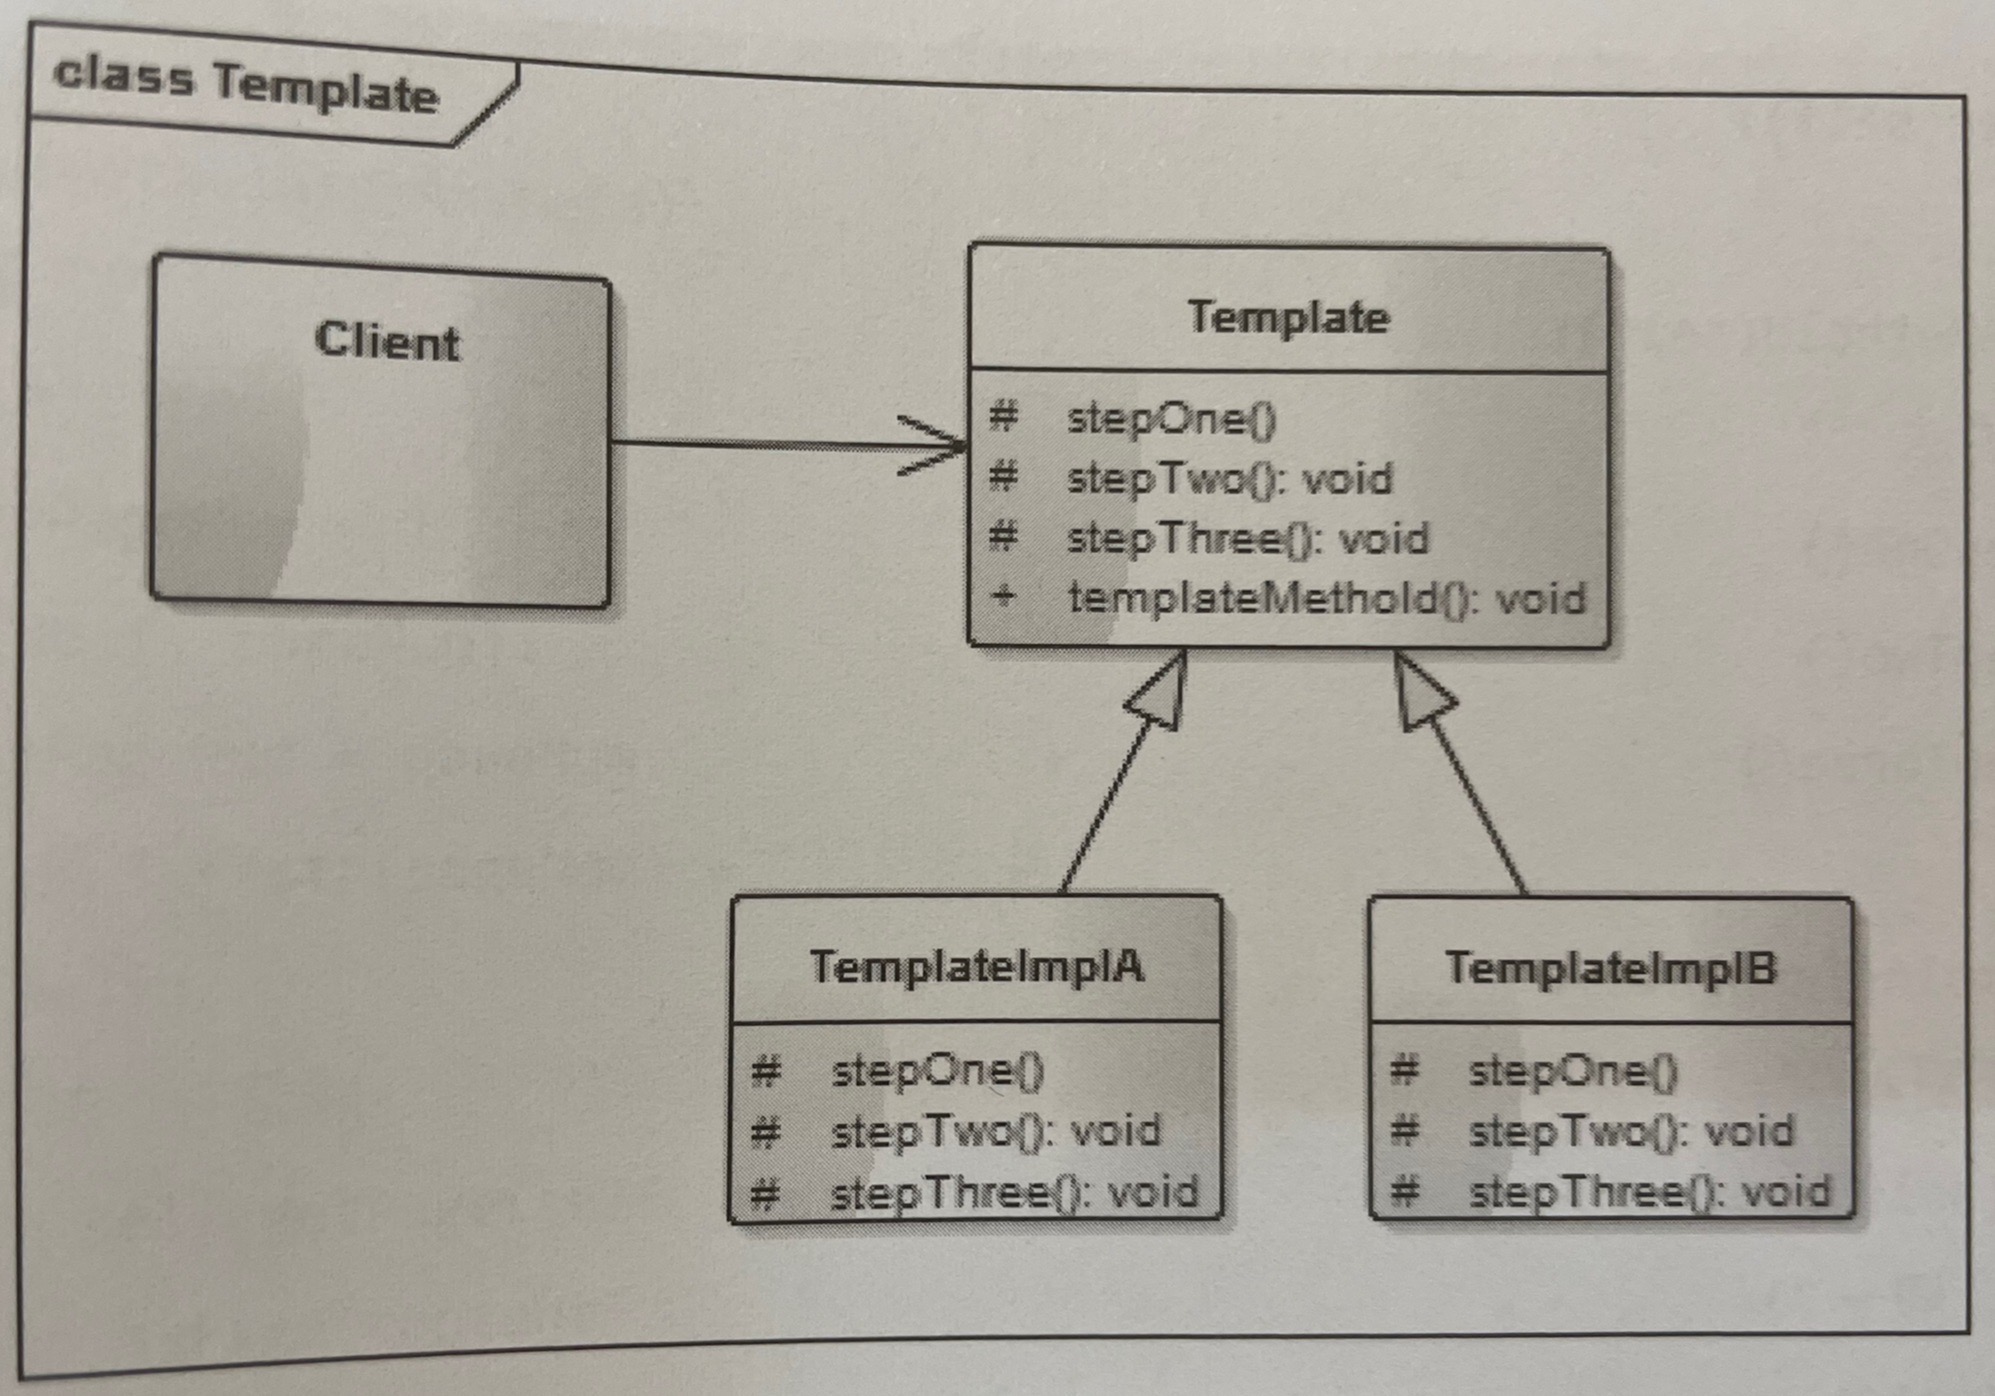 class Template
Client
Template
# stepOne()
# stepTwo(): void
# stepThree(): void
+ templateMethold(): void
TemplateImplA
# stepOne()
# stepTwo(): void
# stepThree(): void
TemplateImplB
# stepOne()
# stepTwo(): void
# stepThree(): void